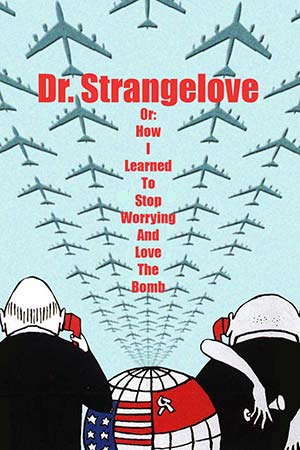 Dr. Strangelove
Or:
How
I
Learned
To
Stop
Worrying
And
Love
The
Bomb